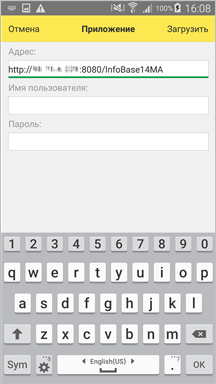 100% 16:08
Отмена Приложение Загрузить
Адрес:
http:// :8080/InfoBase14MA
Имя пользователя:
Пароль:
1 2 3 4 5 6 7 8 9 0
q w e r t y u i o p
a s d f g h j k l
z x c v b n m
Sym English(US) .,? OK